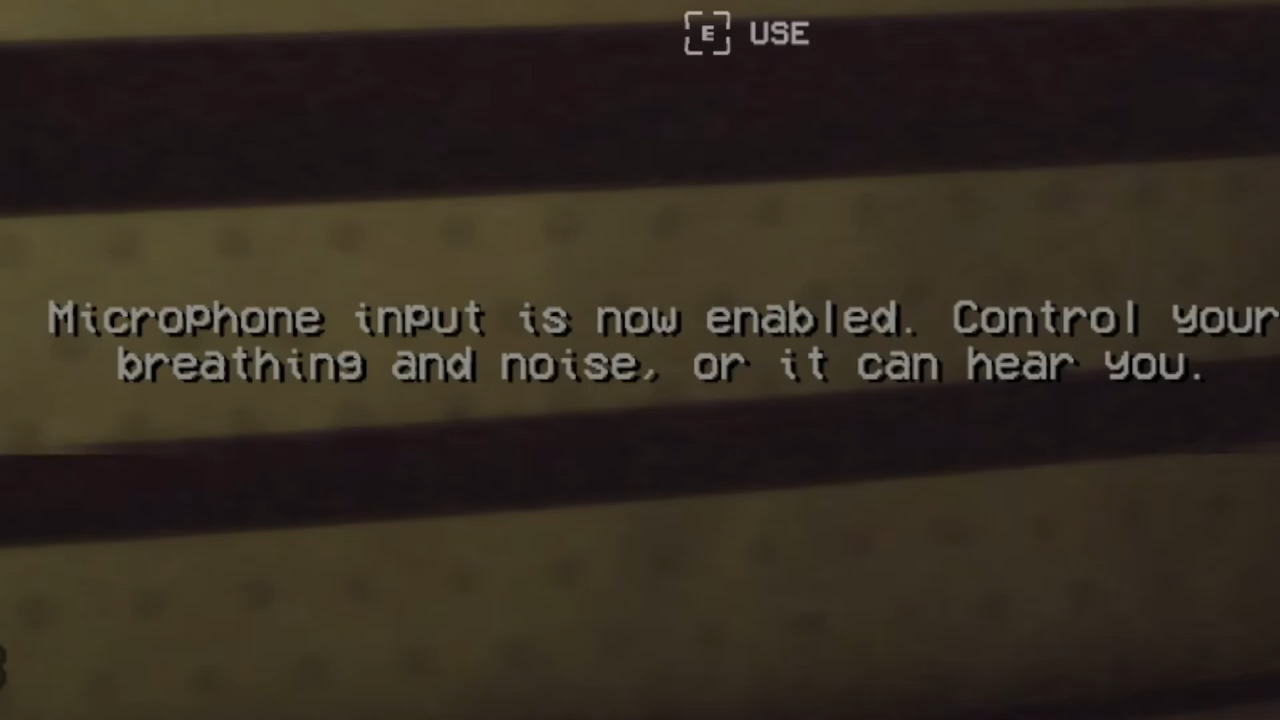 E USE
Microphone input is now enabled. Control your
breathing and noise, or it can hear you.